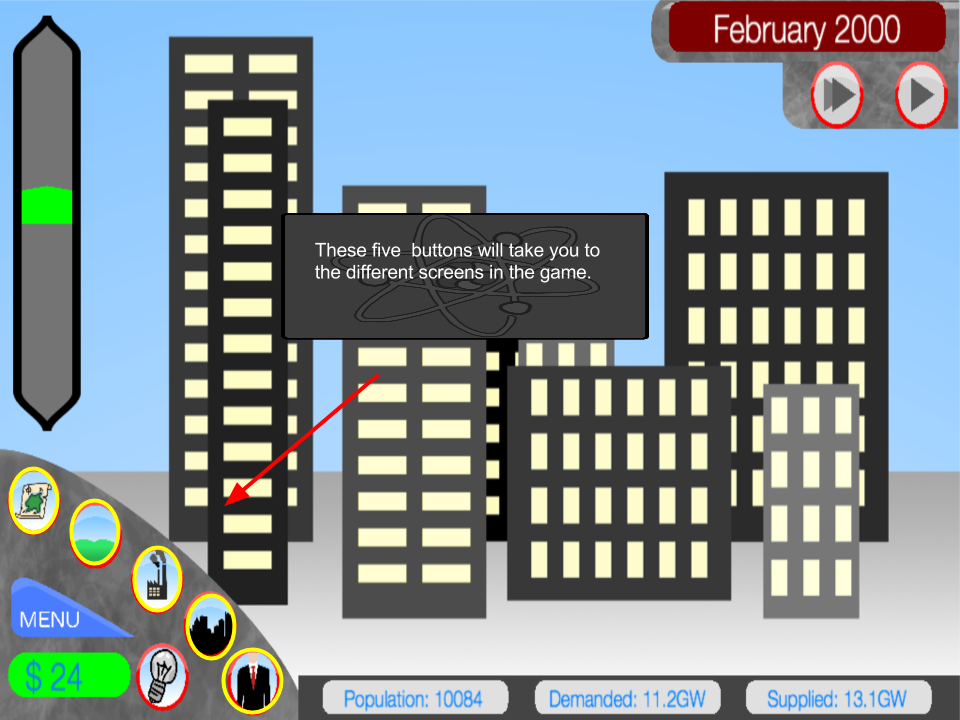 February 2000
These five buttons will take you to
the different screens in the game.
MENU
$ 24
Population: 10084
Demanded: 11.2GW
Supplied: 13.1GW